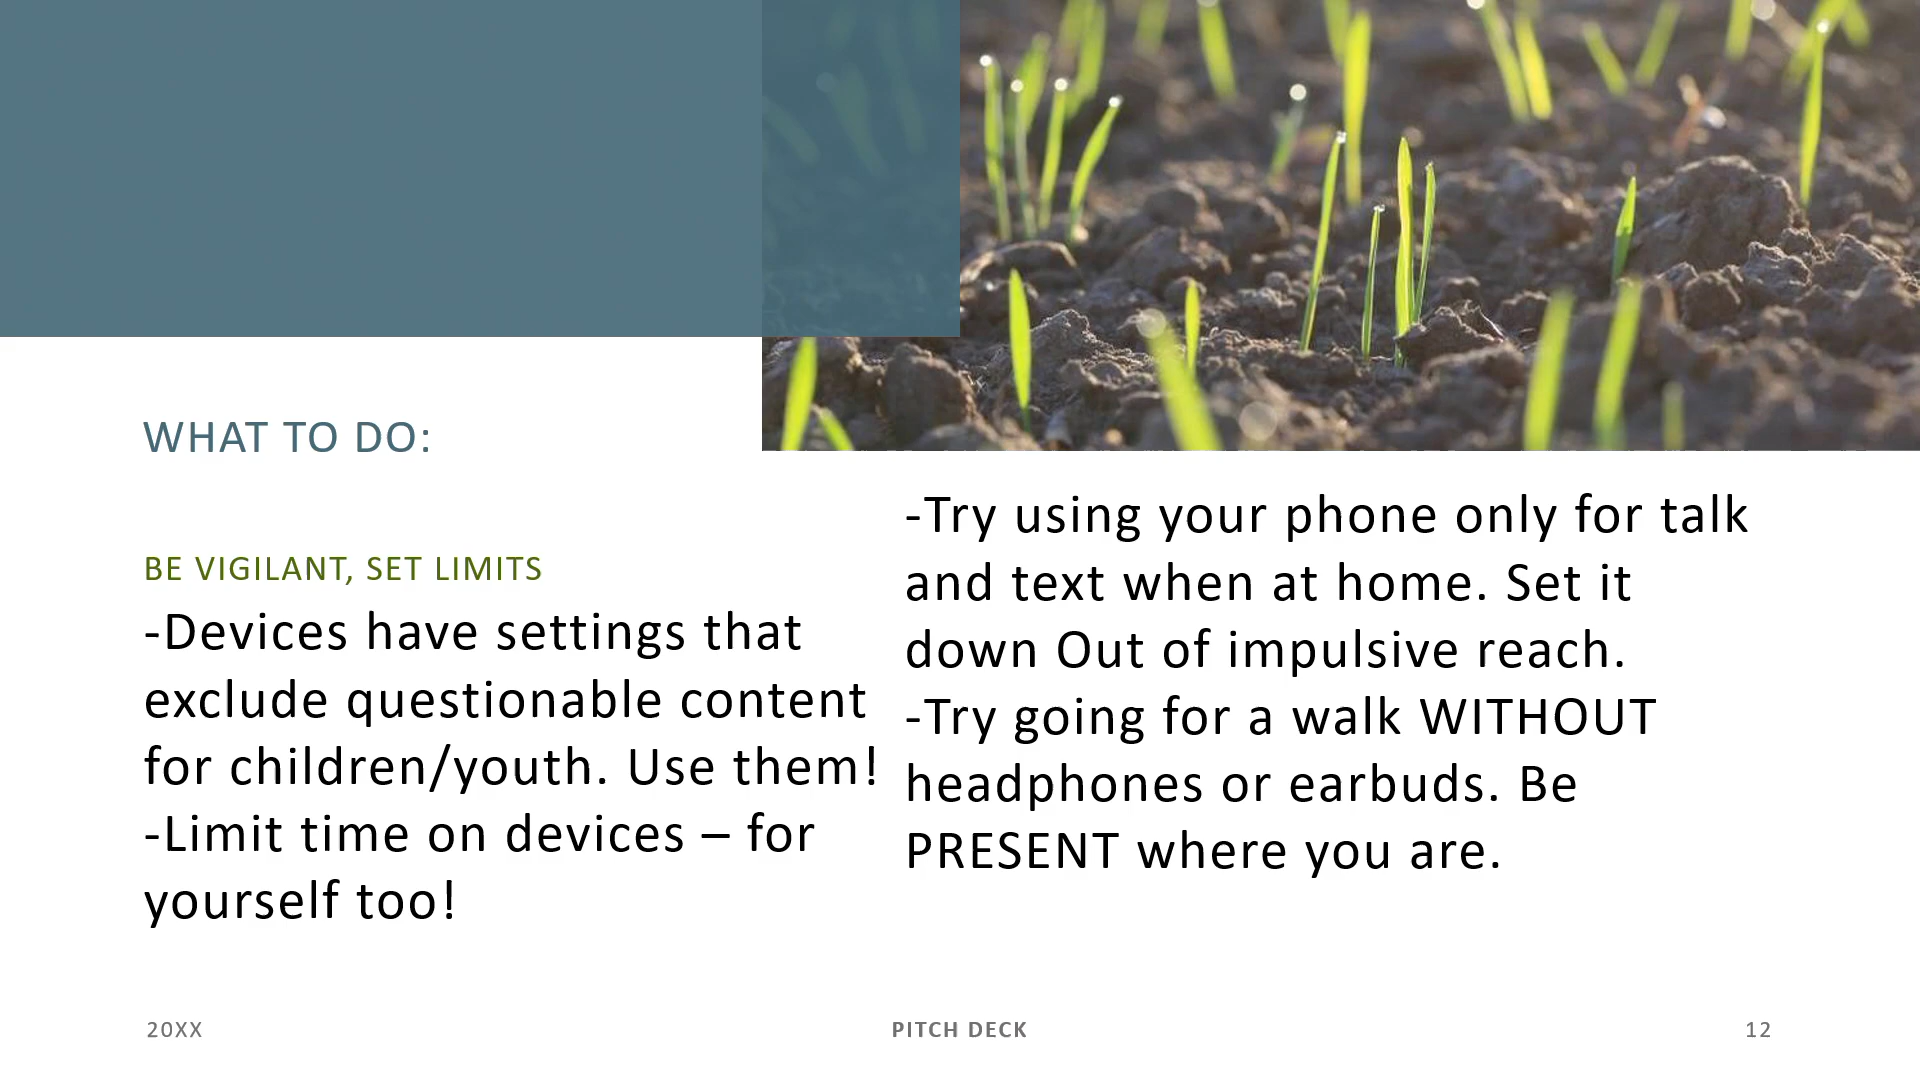 WHAT TO DO:
BE VIGILANT, SET LIMITS
-Devices have settings that
exclude questionable content
for children/youth. Use them!
-Limit time on devices – for
yourself too!
-Try using your phone only for talk
and text when at home. Set it
down Out of impulsive reach.
-Try going for a walk WITHOUT
headphones or earbuds. Be
PRESENT where you are.
20XX
PITCH DECK
12